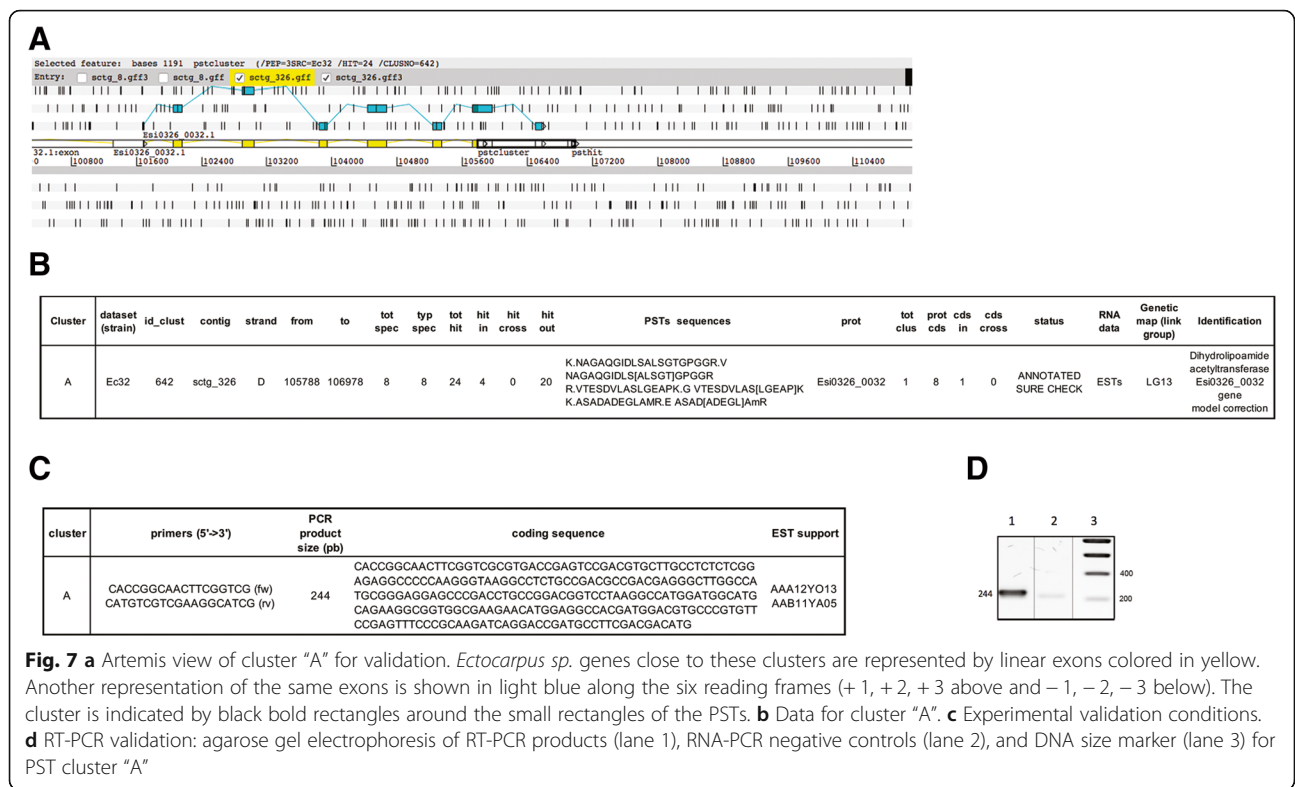 A
Selected feature: bases 1191 pstcluster (/PEP=3SRC=Ec32 /HIT=24 /CLUSNO=642)
Entry: sctg_8.gff3 sctg_8.gff sctg_326.gff sctg_326.gff3
Esi0326_0032.1
32.1:exon Esi0326_0032.1 pstcluster psthit
0 100800 101600 102400 103200 104000 104800 105600 106400 107200 108000 108800 109600 110400
B
Cluster dataset (strain) id_clust contig strand from to tot spec typ spec tot hit hit in hit cross hit out PSTs sequences prot tot clus prot cds cds in cds cross status RNA data Genetic map (link group) Identification
A Ec32 642 sctg_326 D 105788 106978 8 8 24 4 0 20
K.NAGAQGIDLSALSGTGPGGR.V
NAGAQGIDLS[ALSGT]GPGGR
R.VTESDVLASLGEAPK.G VTESDVLAS[LGEAP]K
K.ASADADEGLAMR.E ASAD[ADEGL]AmR
Esi0326_0032 1 8 1 0 ANNOTATED SURE CHECK ESTs LG13
Dihydrolipoamide
acetyltransferase
Esi0326_0032
gene
model correction
C
cluster primers (5'->3') PCR product size (pb) coding sequence EST support
A
CACCGGCAACTTCGGTCG (fw)
CATGTCGTCGAAGGCATCG (rv)
244
CACCGGCAACTTCGGTCGCGTGACCGAGTCCGACGTGCTTGCCTCTCTCGG
AGAGGCCCCCAAGGGTAAGGCCTCTGCCGACGCCGACGAGGGCTTGGCCA
TGCGGGAGGAGCCCGACCTGCCGGACGGTCCTAAGGCCATGGATGGCATG
CAGAAGGCGGTGGCGAAGAACATGGAGGCCACGATGGACGTGCCCGTGTT
CCGAGTTTCCCGCAAGATCAGGACCGATGCCTTCGACGACATG
AAA12YO13
AAB11YA05
D
1 2 3
400
244
200
Fig. 7 a Artemis view of cluster “A” for validation. Ectocarpus sp. genes close to these clusters are represented by linear exons colored in yellow.
Another representation of the same exons is shown in light blue along the six reading frames (+ 1, + 2, + 3 above and − 1, − 2, − 3 below). The
cluster is indicated by black bold rectangles around the small rectangles of the PSTs. b Data for cluster “A”. c Experimental validation conditions.
d RT-PCR validation: agarose gel electrophoresis of RT-PCR products (lane 1), RNA-PCR negative controls (lane 2), and DNA size marker (lane 3) for
PST cluster “A”